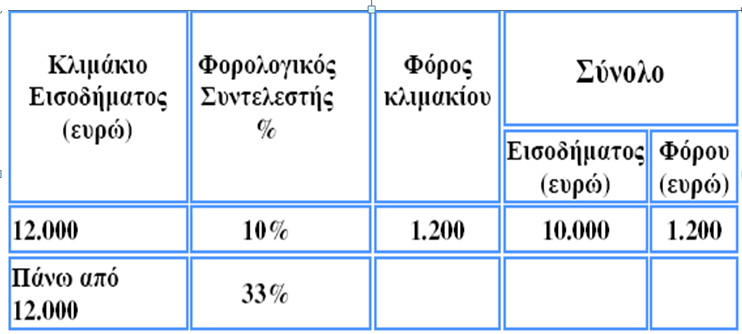 Κλιμάκιο
Εισοδήματος
(ευρώ)
Φορολογικός
Συντελεστής
%
Φόρος
κλιμακίου
Σύνολο
Εισοδήματος
(ευρώ)
Φόρου
(ευρώ)
12.000
10%
1.200
10.000
1.200
Πάνω από
12.000
33%